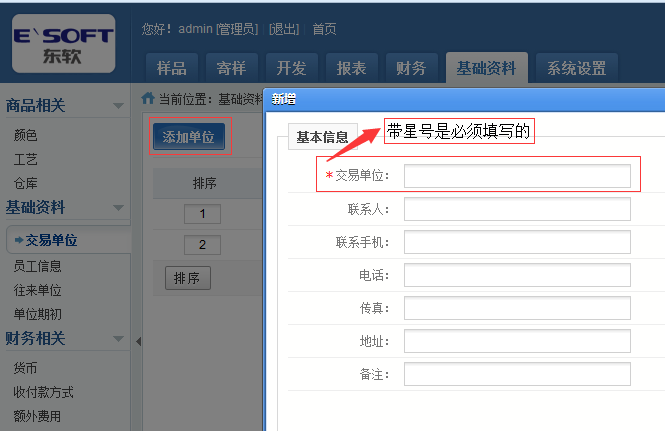 E`SOFT
东软
您好！admin [管理员] | [退出] | 首页
样品 寄样 开发 报表 财务 基础资料 系统设置
商品相关
颜色
工艺
仓库
基础资料
交易单位
员工信息
往来单位
单位期初
财务相关
货币
收付款方式
额外费用
当前位置：基础资料
添加单位
排序
1
2
排序
新增
基本信息
带星号是必须填写的
*交易单位：
联系人：
联系手机：
电话：
传真：
地址：
备注：